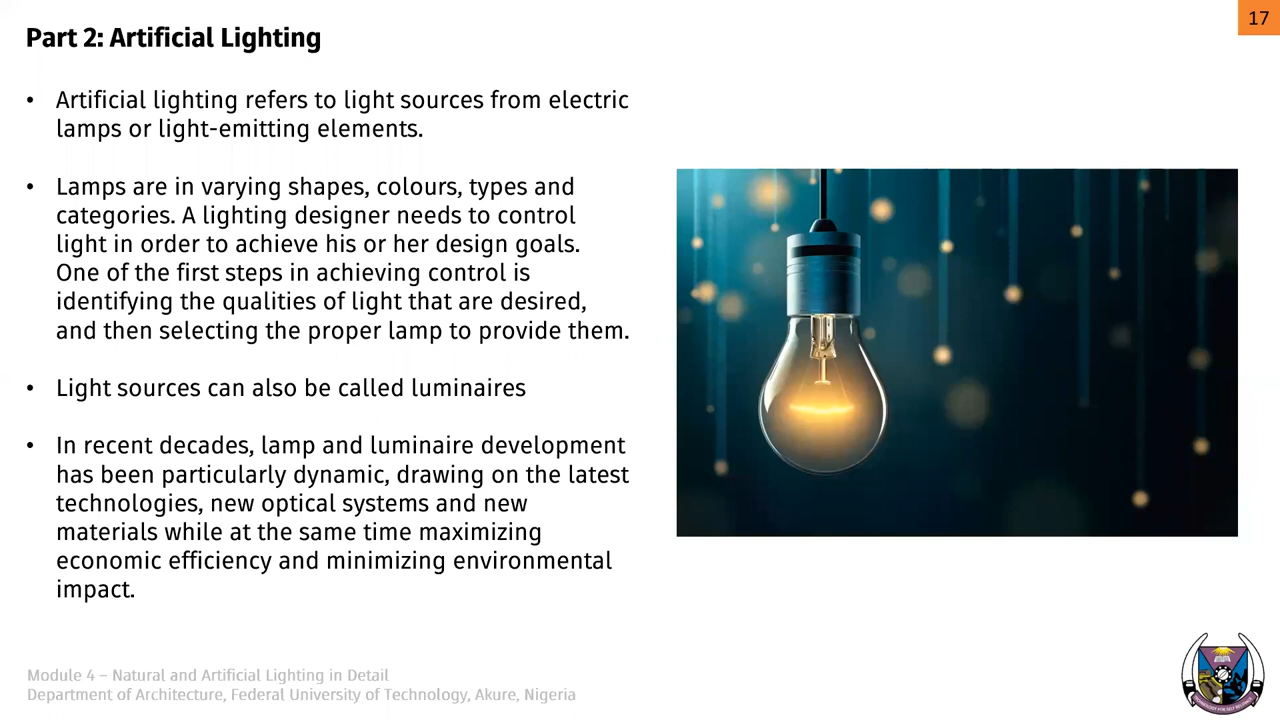 17
Part 2: Artificial Lighting
• Artificial lighting refers to light sources from electric
lamps or light-emitting elements.
• Lamps are in varying shapes, colours, types and
categories. A lighting designer needs to control
light in order to achieve his or her design goals.
One of the first steps in achieving control is
identifying the qualities of light that are desired,
and then selecting the proper lamp to provide them.
• Light sources can also be called luminaires
• In recent decades, lamp and luminaire development
has been particularly dynamic, drawing on the latest
technologies, new optical systems and new
materials while at the same time maximizing
economic efficiency and minimizing environmental
impact.
Module 4 – Natural and Artificial Lighting in Detail
Department of Architecture, Federal University of Technology, Akure, Nigeria
TECHNOLOGY FOR SELF RELIANCE